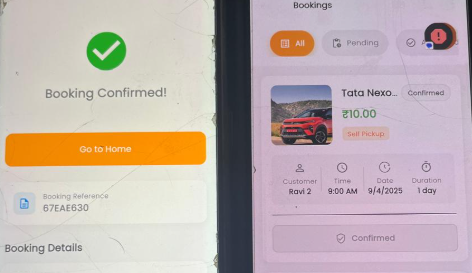 Booking Confirmed!
Go to Home
Booking Reference
67EAE630
Booking Details
Bookings
All
Pending
Tata Nexo...
Confirmed
₹10.00
Self Pickup
Customer
Ravi 2
Time
9:00 AM
Date
9/4/2025
Duration
1 day
Confirmed